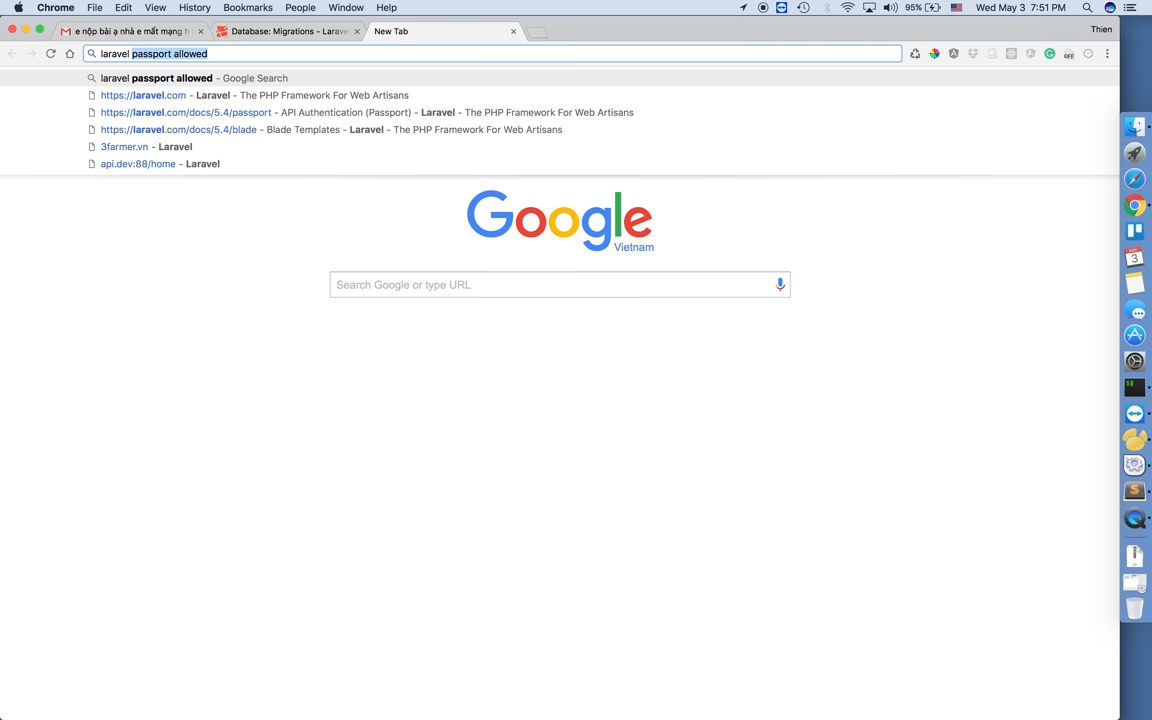 Chrome File Edit View History Bookmarks People Window Help 95% Wed May 3 7:51 PM
e nộp bài ạ nhà e mất mạng h Database: Migrations - Larave New Tab Thien
laravel passport allowed
laravel passport allowed - Google Search
https://laravel.com - Laravel - The PHP Framework For Web Artisans
https://laravel.com/docs/5.4/passport - API Authentication (Passport) - Laravel - The PHP Framework For Web Artisans
https://laravel.com/docs/5.4/blade - Blade Templates - Laravel - The PHP Framework For Web Artisans
3farmer.vn - Laravel
api.dev:88/home - Laravel
Google
Vietnam
Search Google or type URL
OFF
3
S